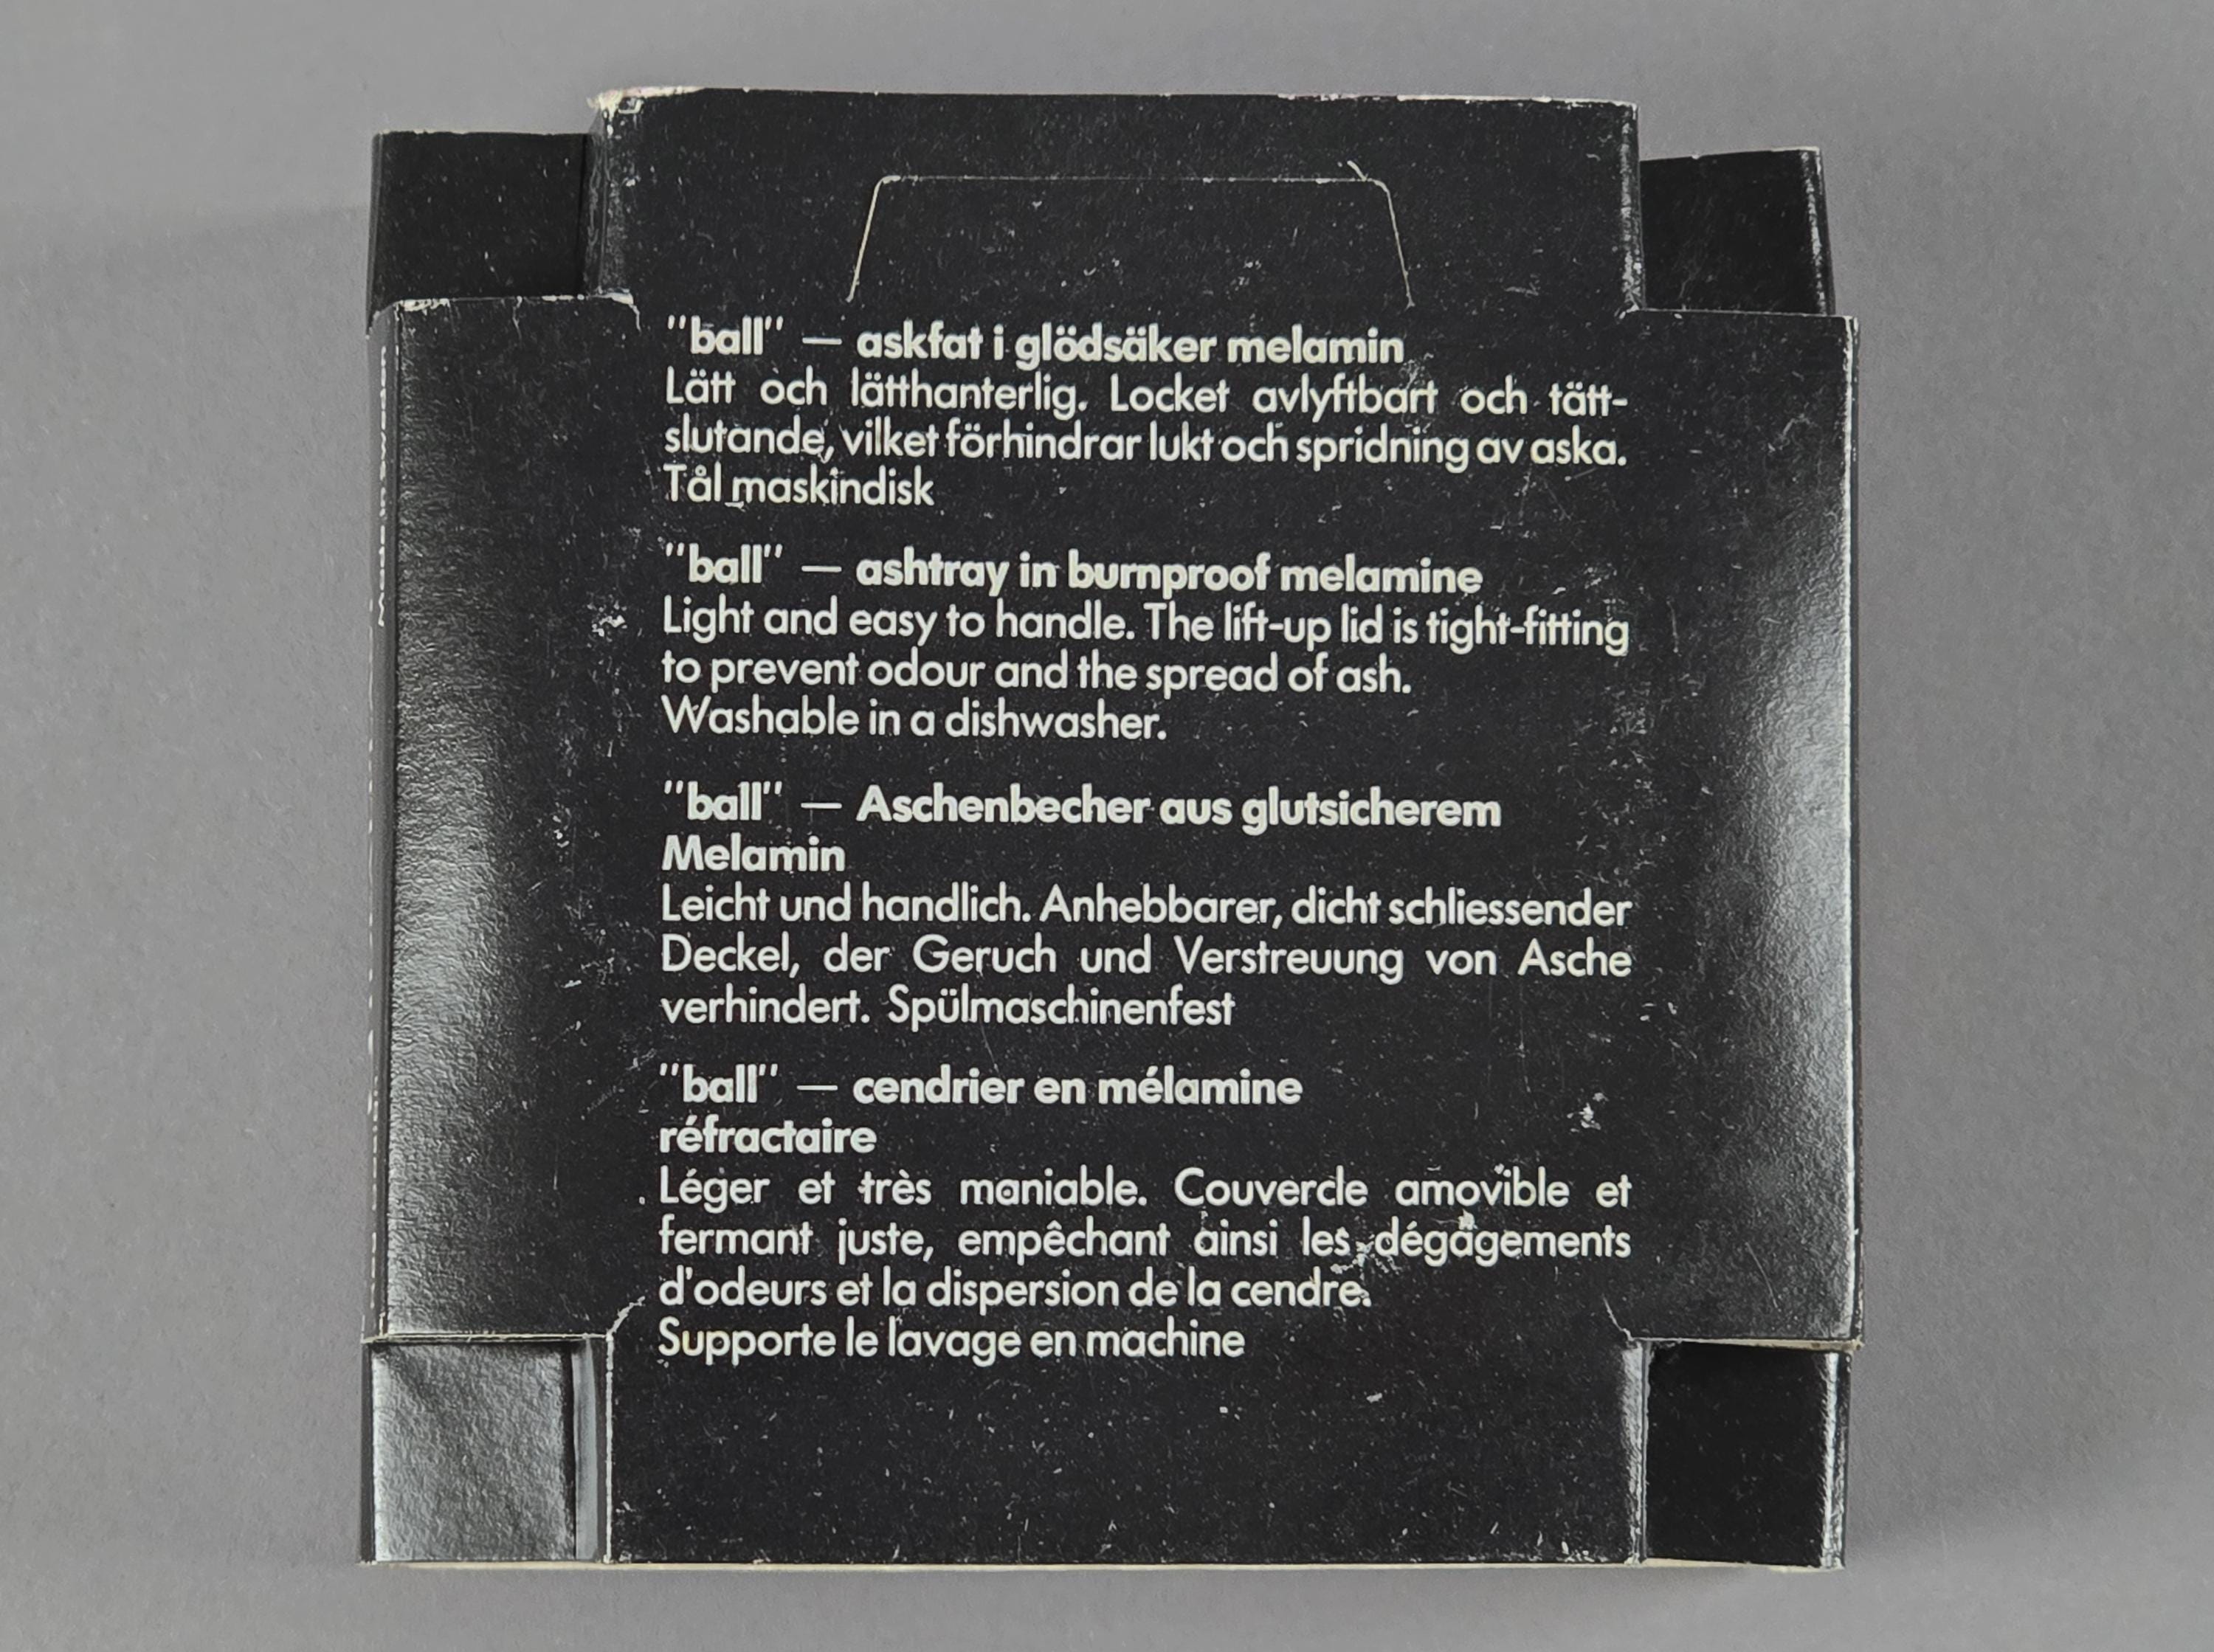 "ball" — askfat i glödsäker melamin
Lätt och lätthanterlig. Locket avlyftbart och tätt-
slutande, vilket förhindrar lukt och spridning av aska.
Tål maskindisk
"ball" — ashtray in burnproof melamine
Light and easy to handle. The lift-up lid is tight-fitting
to prevent odour and the spread of ash.
Washable in a dishwasher.
"ball" — Aschenbecher aus glutsicherem
Melamin
Leicht und handlich. Anhebbarer, dicht schliessender
Deckel, der Geruch und Verstreuung von Asche
verhindert. Spülmaschinenfest
"ball" — cendrier en mélamine
réfractaire
Léger et très maniable. Couvercle amovible et
fermant juste, empêchant ainsi les dégagements
d'odeurs et la dispersion de la cendre.
Supporte le lavage en machine